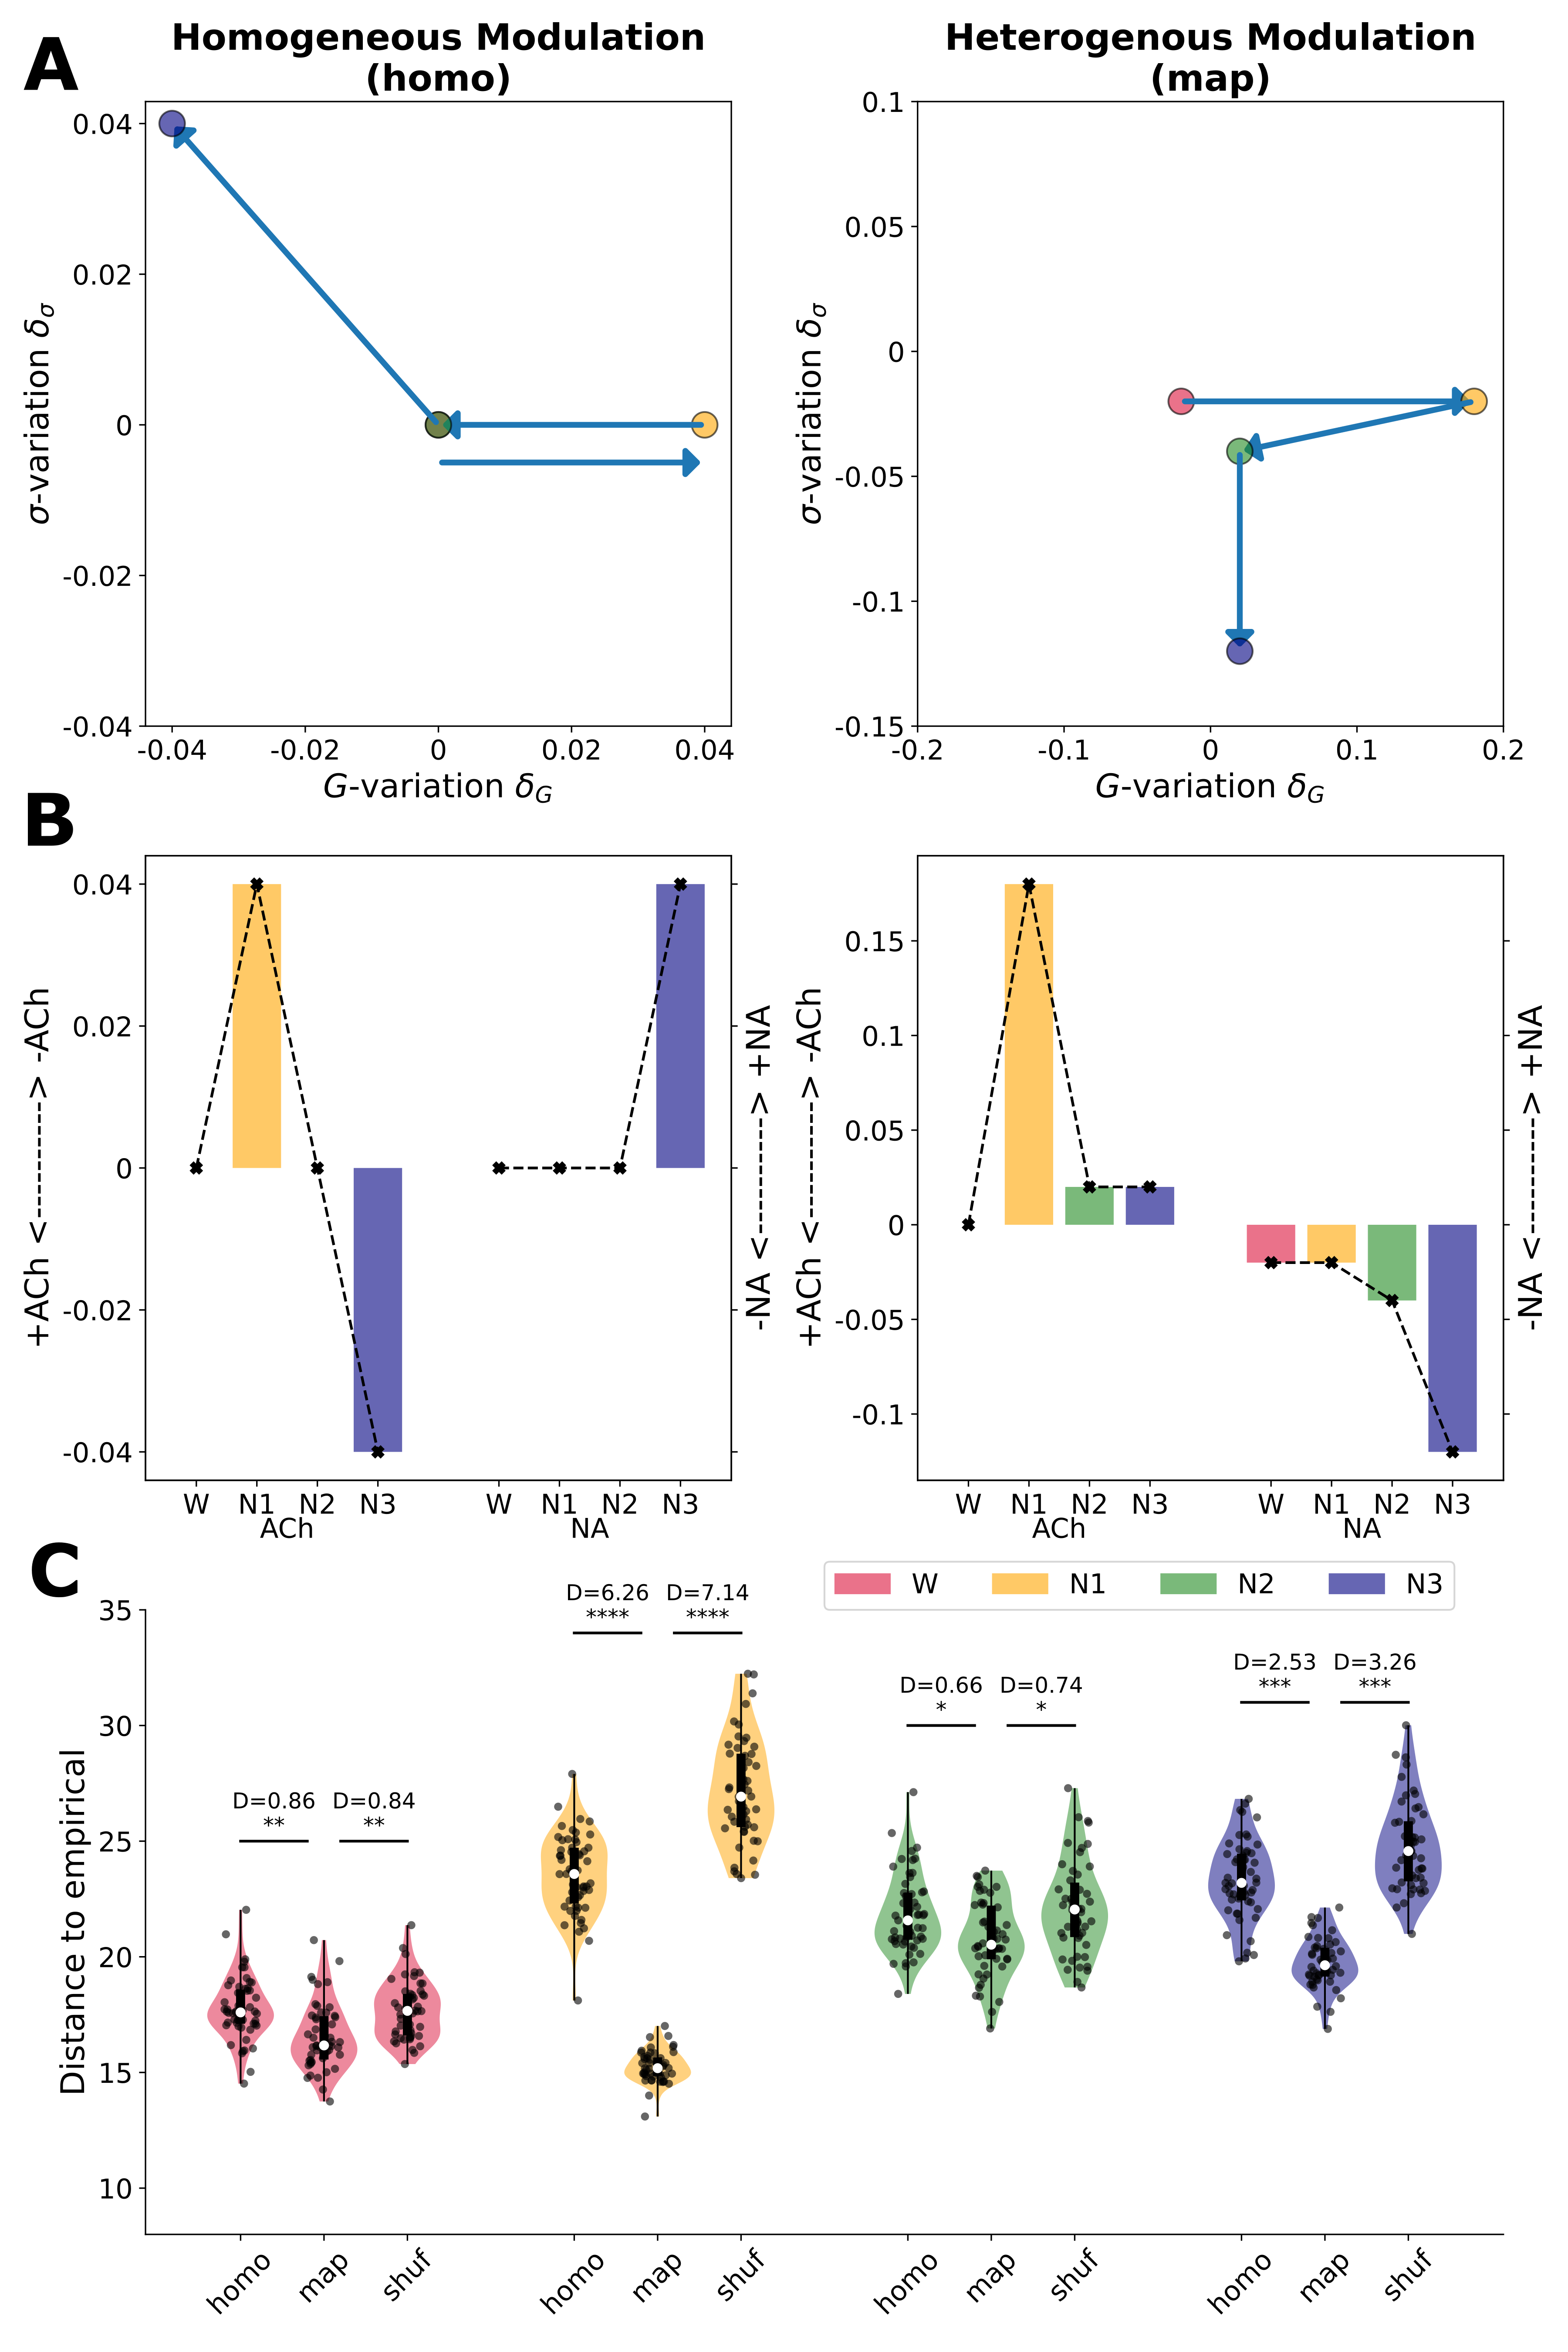 A
Homogeneous Modulation
(homo)
Heterogenous Modulation
(map)
σ-variation δσ
0.04
0.02
0
-0.02
-0.04
-0.04 -0.02 0 0.02 0.04
G-variation δG
σ-variation δσ
0.1
0.05
0
-0.05
-0.1
-0.15
-0.2 -0.1 0 0.1 0.2
G-variation δG
B
+ACh <-------> -ACh
0.04
0.02
0
-0.02
-0.04
W N1 N2 N3 W N1 N2 N3
ACh NA
-NA <-------> +NA
+ACh <-------> -ACh
0.15
0.1
0.05
0
-0.05
-0.1
W N1 N2 N3 W N1 N2 N3
ACh NA
-NA <-------> +NA
C
W N1 N2 N3
Distance to empirical
35
30
25
20
15
10
D=0.86 D=0.84
** **
D=6.26 D=7.14
**** ****
D=0.66 D=0.74
* *
D=2.53 D=3.26
*** ***
homo map shuf homo map shuf homo map shuf homo map shuf